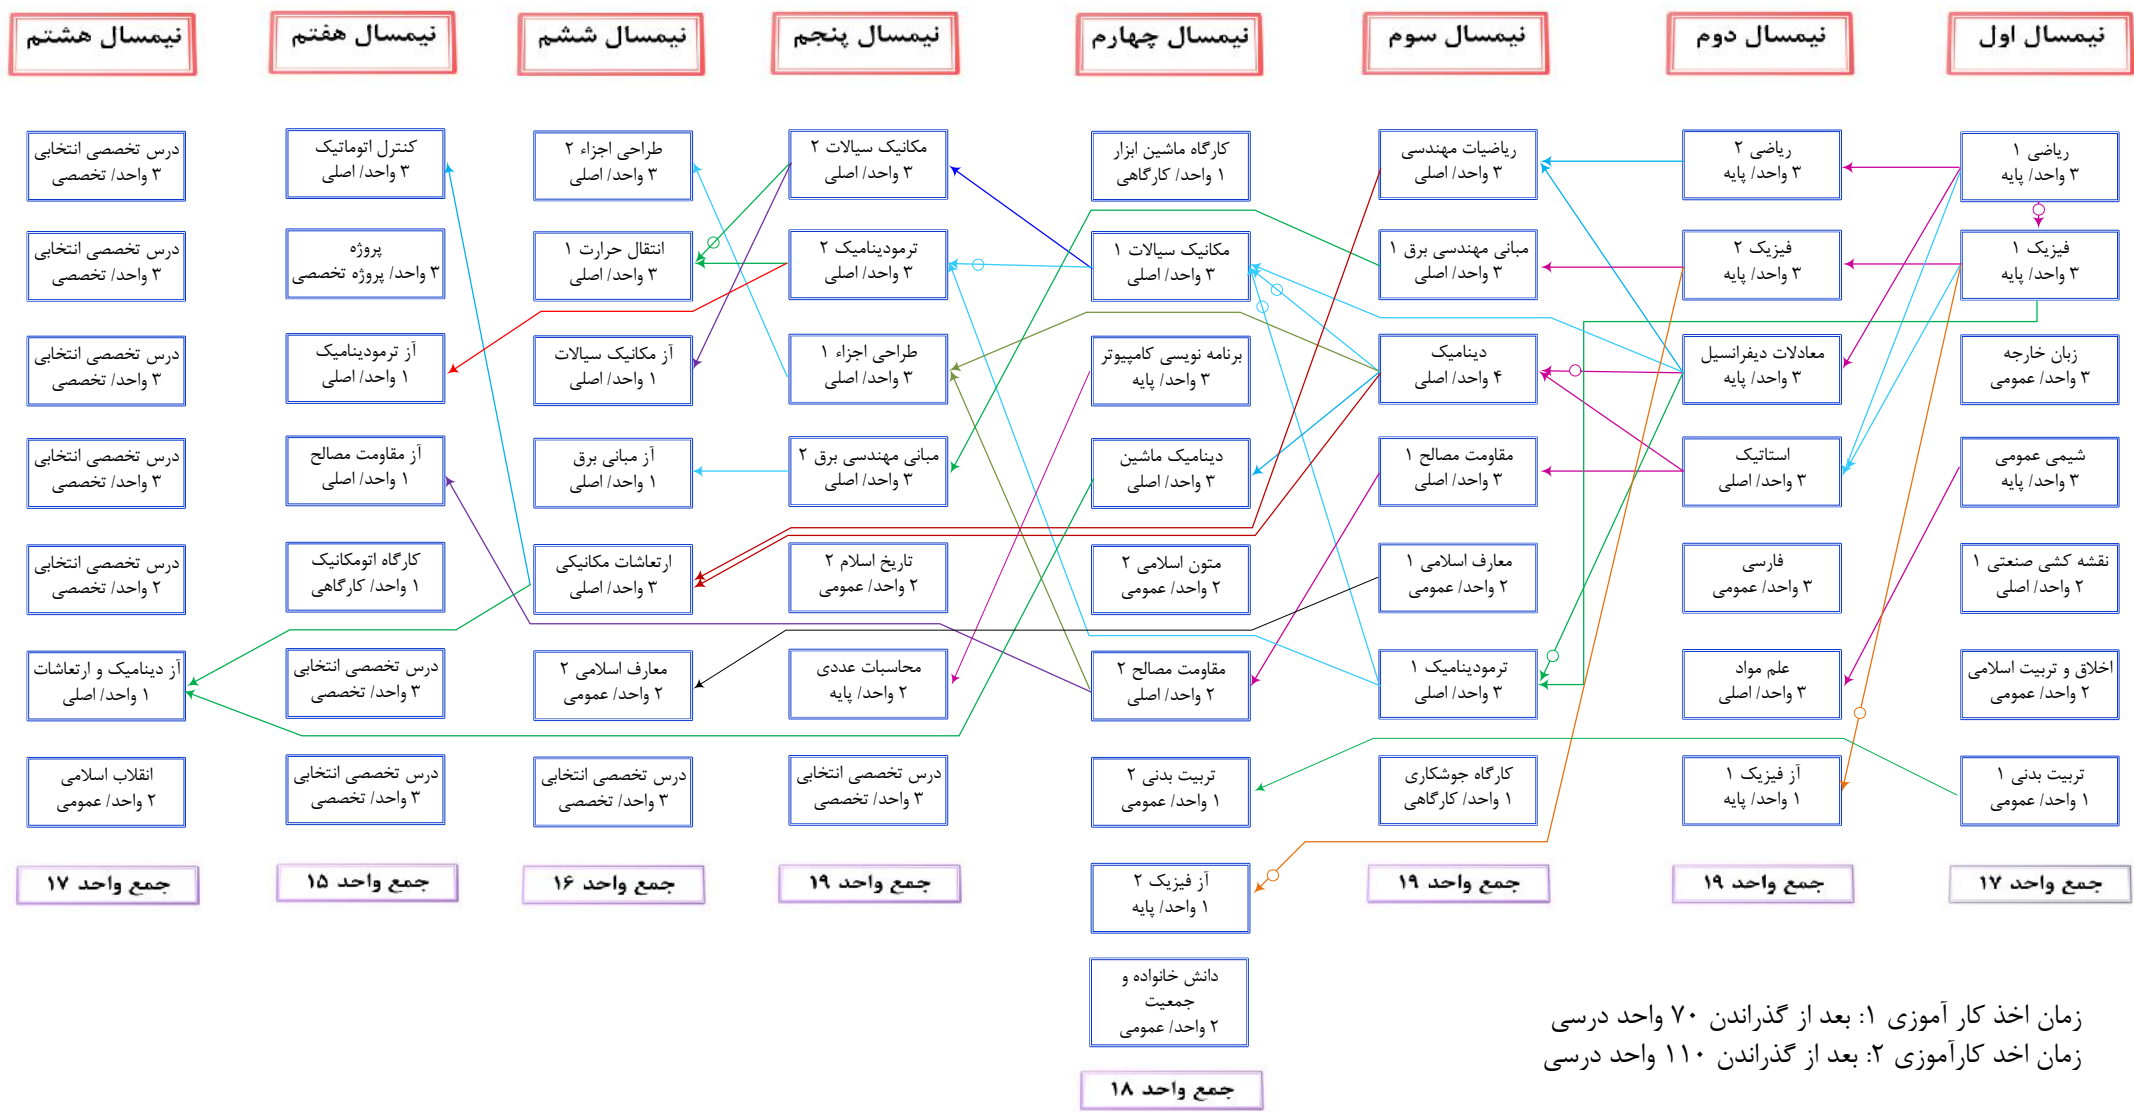 نیمسال اول
ریاضی ۱
۳ واحد/ پایه
فیزیک ۱
۳ واحد/ پایه
زبان خارجه
۳ واحد/ عمومی
شیمی عمومی
۳ واحد/ پایه
نقشه کشی صنعتی ۱
۲ واحد/ اصلی
اخلاق و تربیت اسلامی
۲ واحد/ عمومی
تربیت بدنی ۱
۱ واحد/ عمومی
جمع واحد ۱۷
نیمسال دوم
ریاضی ۲
۳ واحد/ پایه
فیزیک ۲
۳ واحد/ پایه
معادلات دیفرانسیل
۳ واحد/ پایه
استاتیک
۳ واحد/ اصلی
فارسی
۳ واحد/ عمومی
علم مواد
۳ واحد/ اصلی
آز فیزیک ۱
۱ واحد/ پایه
جمع واحد ۱۹
نیمسال سوم
ریاضیات مهندسی
۳ واحد/ اصلی
مبانی مهندسی برق ۱
۳ واحد/ اصلی
دینامیک
۴ واحد/ اصلی
مقاومت مصالح ۱
۳ واحد/ اصلی
معارف اسلامی ۱
۲ واحد/ عمومی
ترمودینامیک ۱
۳ واحد/ اصلی
کارگاه جوشکاری
۱ واحد/ کارگاهی
جمع واحد ۱۹
نیمسال چهارم
کارگاه ماشین ابزار
۱ واحد/ کارگاهی
مکانیک سیالات ۱
۳ واحد/ اصلی
برنامه نویسی کامپیوتر
۳ واحد/ پایه
دینامیک ماشین
۳ واحد/ اصلی
متون اسلامی ۲
۲ واحد/ عمومی
مقاومت مصالح ۲
۲ واحد/ اصلی
تربیت بدنی ۲
۱ واحد/ عمومی
آز فیزیک ۲
۱ واحد/ پایه
دانش خانواده و
جمعیت
۲ واحد/ عمومی
جمع واحد ۱۸
نیمسال پنجم
مکانیک سیالات ۲
۳ واحد/ اصلی
ترمودینامیک ۲
۳ واحد/ اصلی
طراحی اجزاء ۱
۳ واحد/ اصلی
مبانی مهندسی برق ۲
۳ واحد/ اصلی
تاریخ اسلام ۲
۲ واحد/ عمومی
محاسبات عددی
۲ واحد/ پایه
درس تخصصی انتخابی
۳ واحد/ تخصصی
جمع واحد ۱۹
نیمسال ششم
طراحی اجزاء ۲
۳ واحد/ اصلی
انتقال حرارت ۱
۳ واحد/ اصلی
آز مکانیک سیالات
۱ واحد/ اصلی
آز مبانی برق
۱ واحد/ اصلی
ارتعاشات مکانیکی
۳ واحد/ اصلی
معارف اسلامی ۲
۲ واحد/ عمومی
درس تخصصی انتخابی
۳ واحد/ تخصصی
جمع واحد ۱۶
نیمسال هفتم
کنترل اتوماتیک
۳ واحد/ اصلی
پروژه
۳ واحد/ پروژه تخصصی
آز ترمودینامیک
۱ واحد/ اصلی
آز مقاومت مصالح
۱ واحد/ اصلی
کارگاه اتومکانیک
۱ واحد/ کارگاهی
درس تخصصی انتخابی
۳ واحد/ تخصصی
درس تخصصی انتخابی
۳ واحد/ تخصصی
جمع واحد ۱۵
نیمسال هشتم
درس تخصصی انتخابی
۳ واحد/ تخصصی
درس تخصصی انتخابی
۳ واحد/ تخصصی
درس تخصصی انتخابی
۳ واحد/ تخصصی
درس تخصصی انتخابی
۳ واحد/ تخصصی
درس تخصصی انتخابی
۲ واحد/ تخصصی
آز دینامیک و ارتعاشات
۱ واحد/ اصلی
انقلاب اسلامی
۲ واحد/ عمومی
جمع واحد ۱۷
زمان اخذ کار آموزی ۱: بعد از گذراندن ۷۰ واحد درسی
زمان اخد کارآموزی ۲: بعد از گذراندن ۱۱۰ واحد درسی